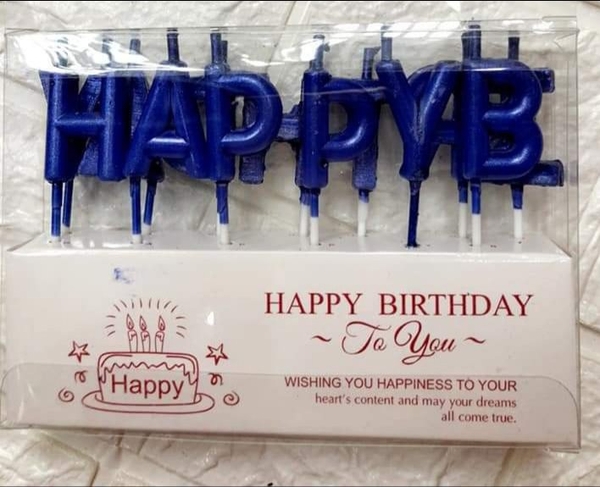 HAPPYB
HAPPY BIRTHDAY
~ To You ~
Happy
WISHING YOU HAPPINESS TO YOUR
heart's content and may your dreams
all come true.